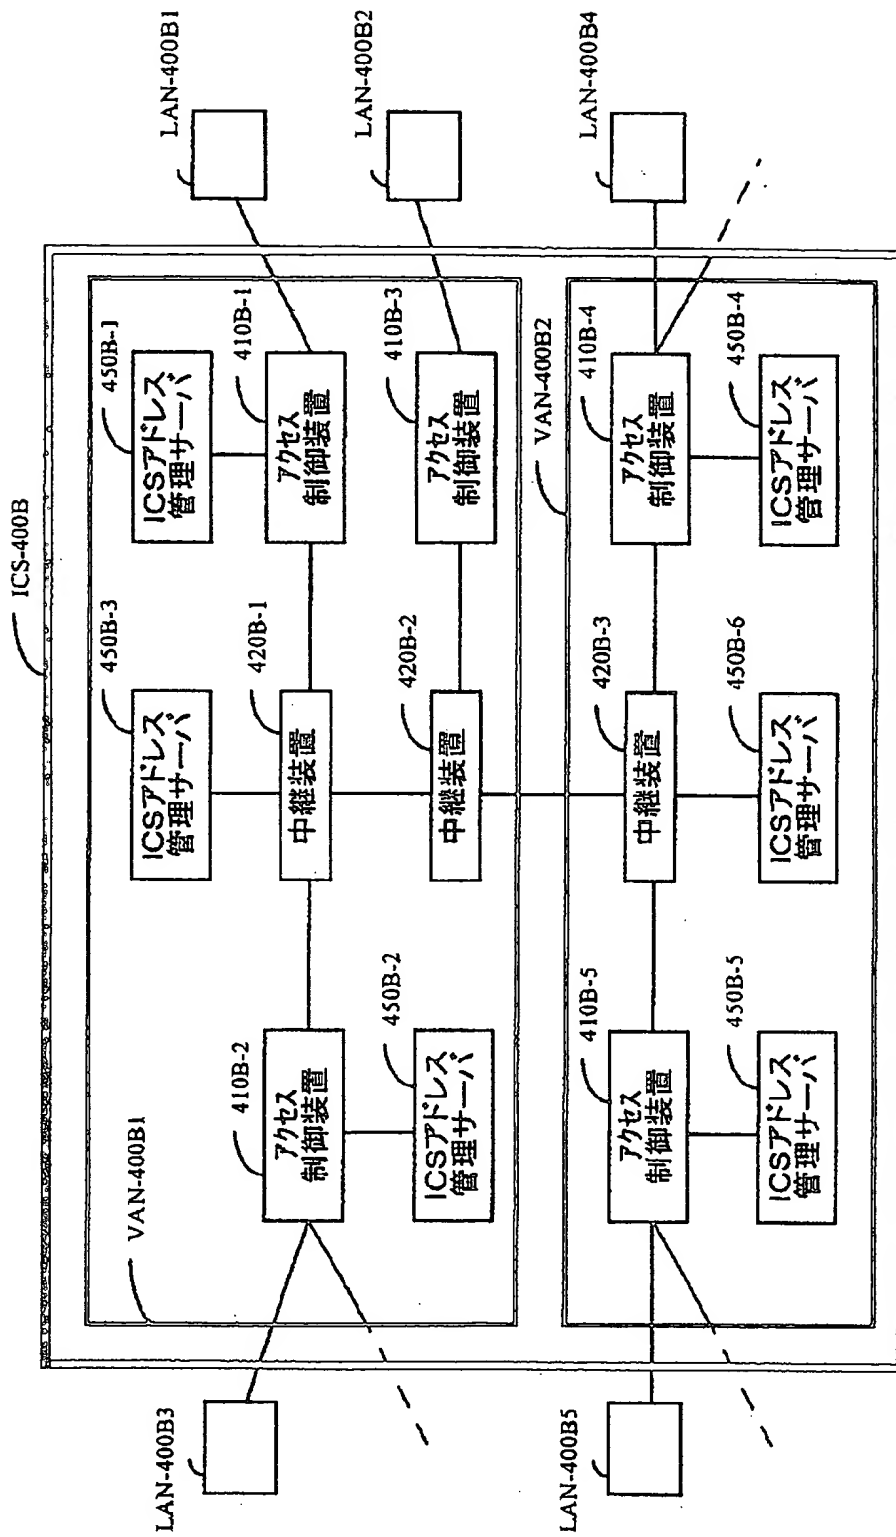 ICS-400B
VAN-400B1
450B-3
450B-1
LAN-400B3
ICSアドレス
管理サーバ
ICSアドレス
管理サーバ
LAN-400B1
410B-2
420B-1
410B-1
アクセス
制御装置
中継装置
アクセス
制御装置
LAN-400B2
450B-2
420B-2
410B-3
ICSアドレス
管理サーバ
中継装置
アクセス
制御装置
VAN-400B2
LAN-400B5
410B-5
420B-3
410B-4
LAN-400B4
アクセス
制御装置
中継装置
アクセス
制御装置
450B-5
450B-6
450B-4
ICSアドレス
管理サーバ
ICSアドレス
管理サーバ
ICSアドレス
管理サーバ